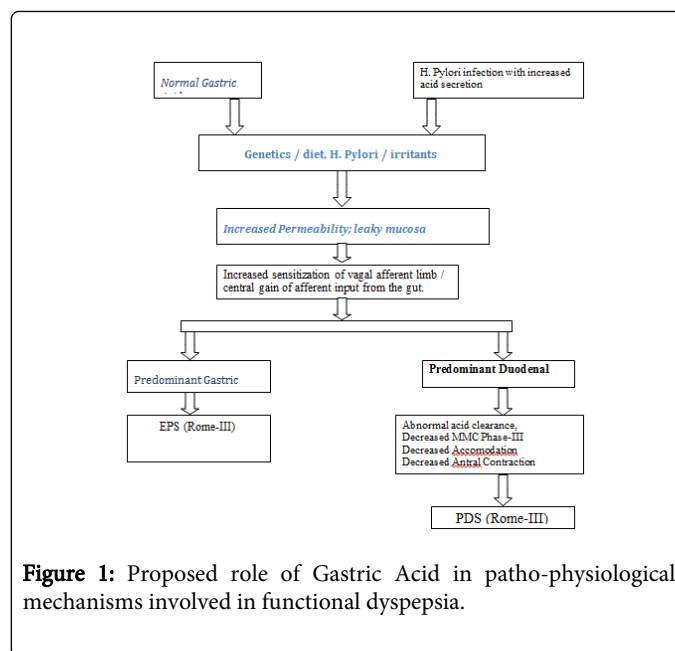 Normal Gastric
H. Pylori infection with increased
acid secretion
Genetics / diet, H. Pylori / irritants
Increased Permeability; leaky mucosa
Increased sensitization of vagal afferent limb /
central gain of afferent input from the gut.
Predominant Gastric
Predominant Duodenal
EPS (Rome-III)
Abnormal acid clearance,
Decreased MMC Phase-III
Decreased Accomodation
Decreased Antral Contraction
PDS (Rome-III)
Figure 1: Proposed role of Gastric Acid in patho-physiological
mechanisms involved in functional dyspepsia.